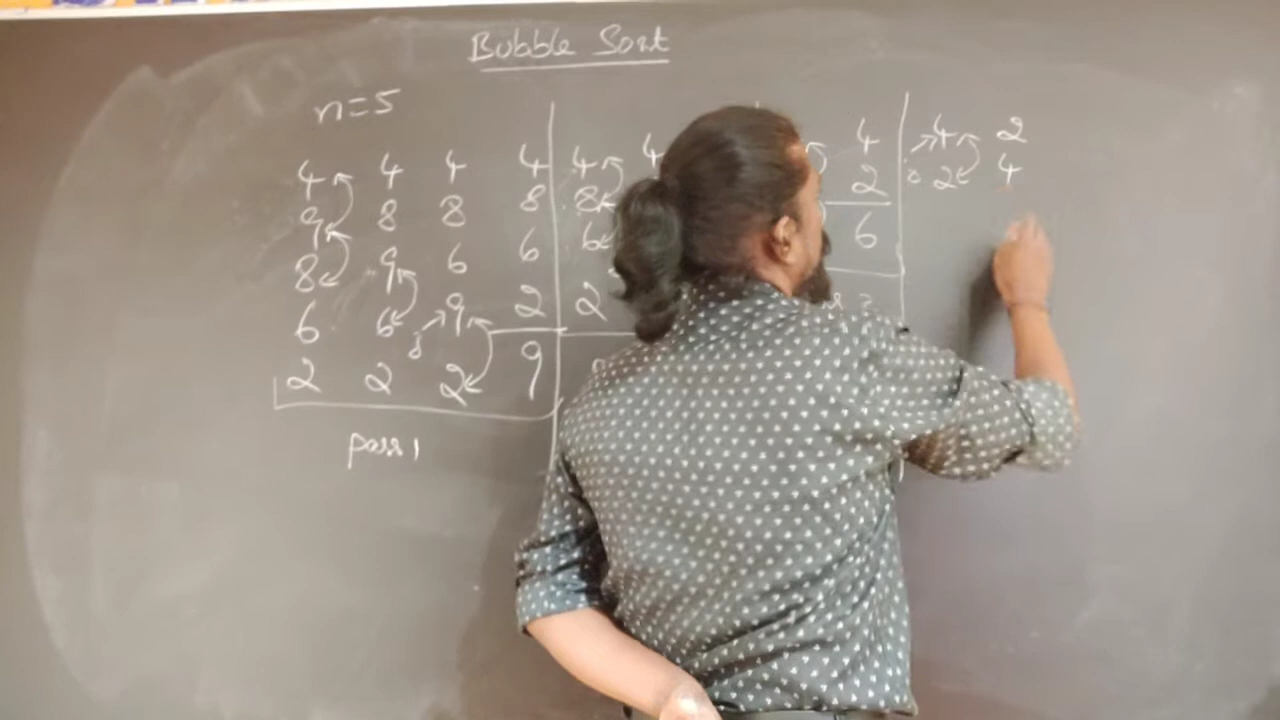 Bubble Sort
n=5
4 4 4 4 4 4 4 4 2
9 8 8 8 8 2 2 4
8 9 6 6 6 6
6 6 9 2 2
2 2 2 9
pass 1